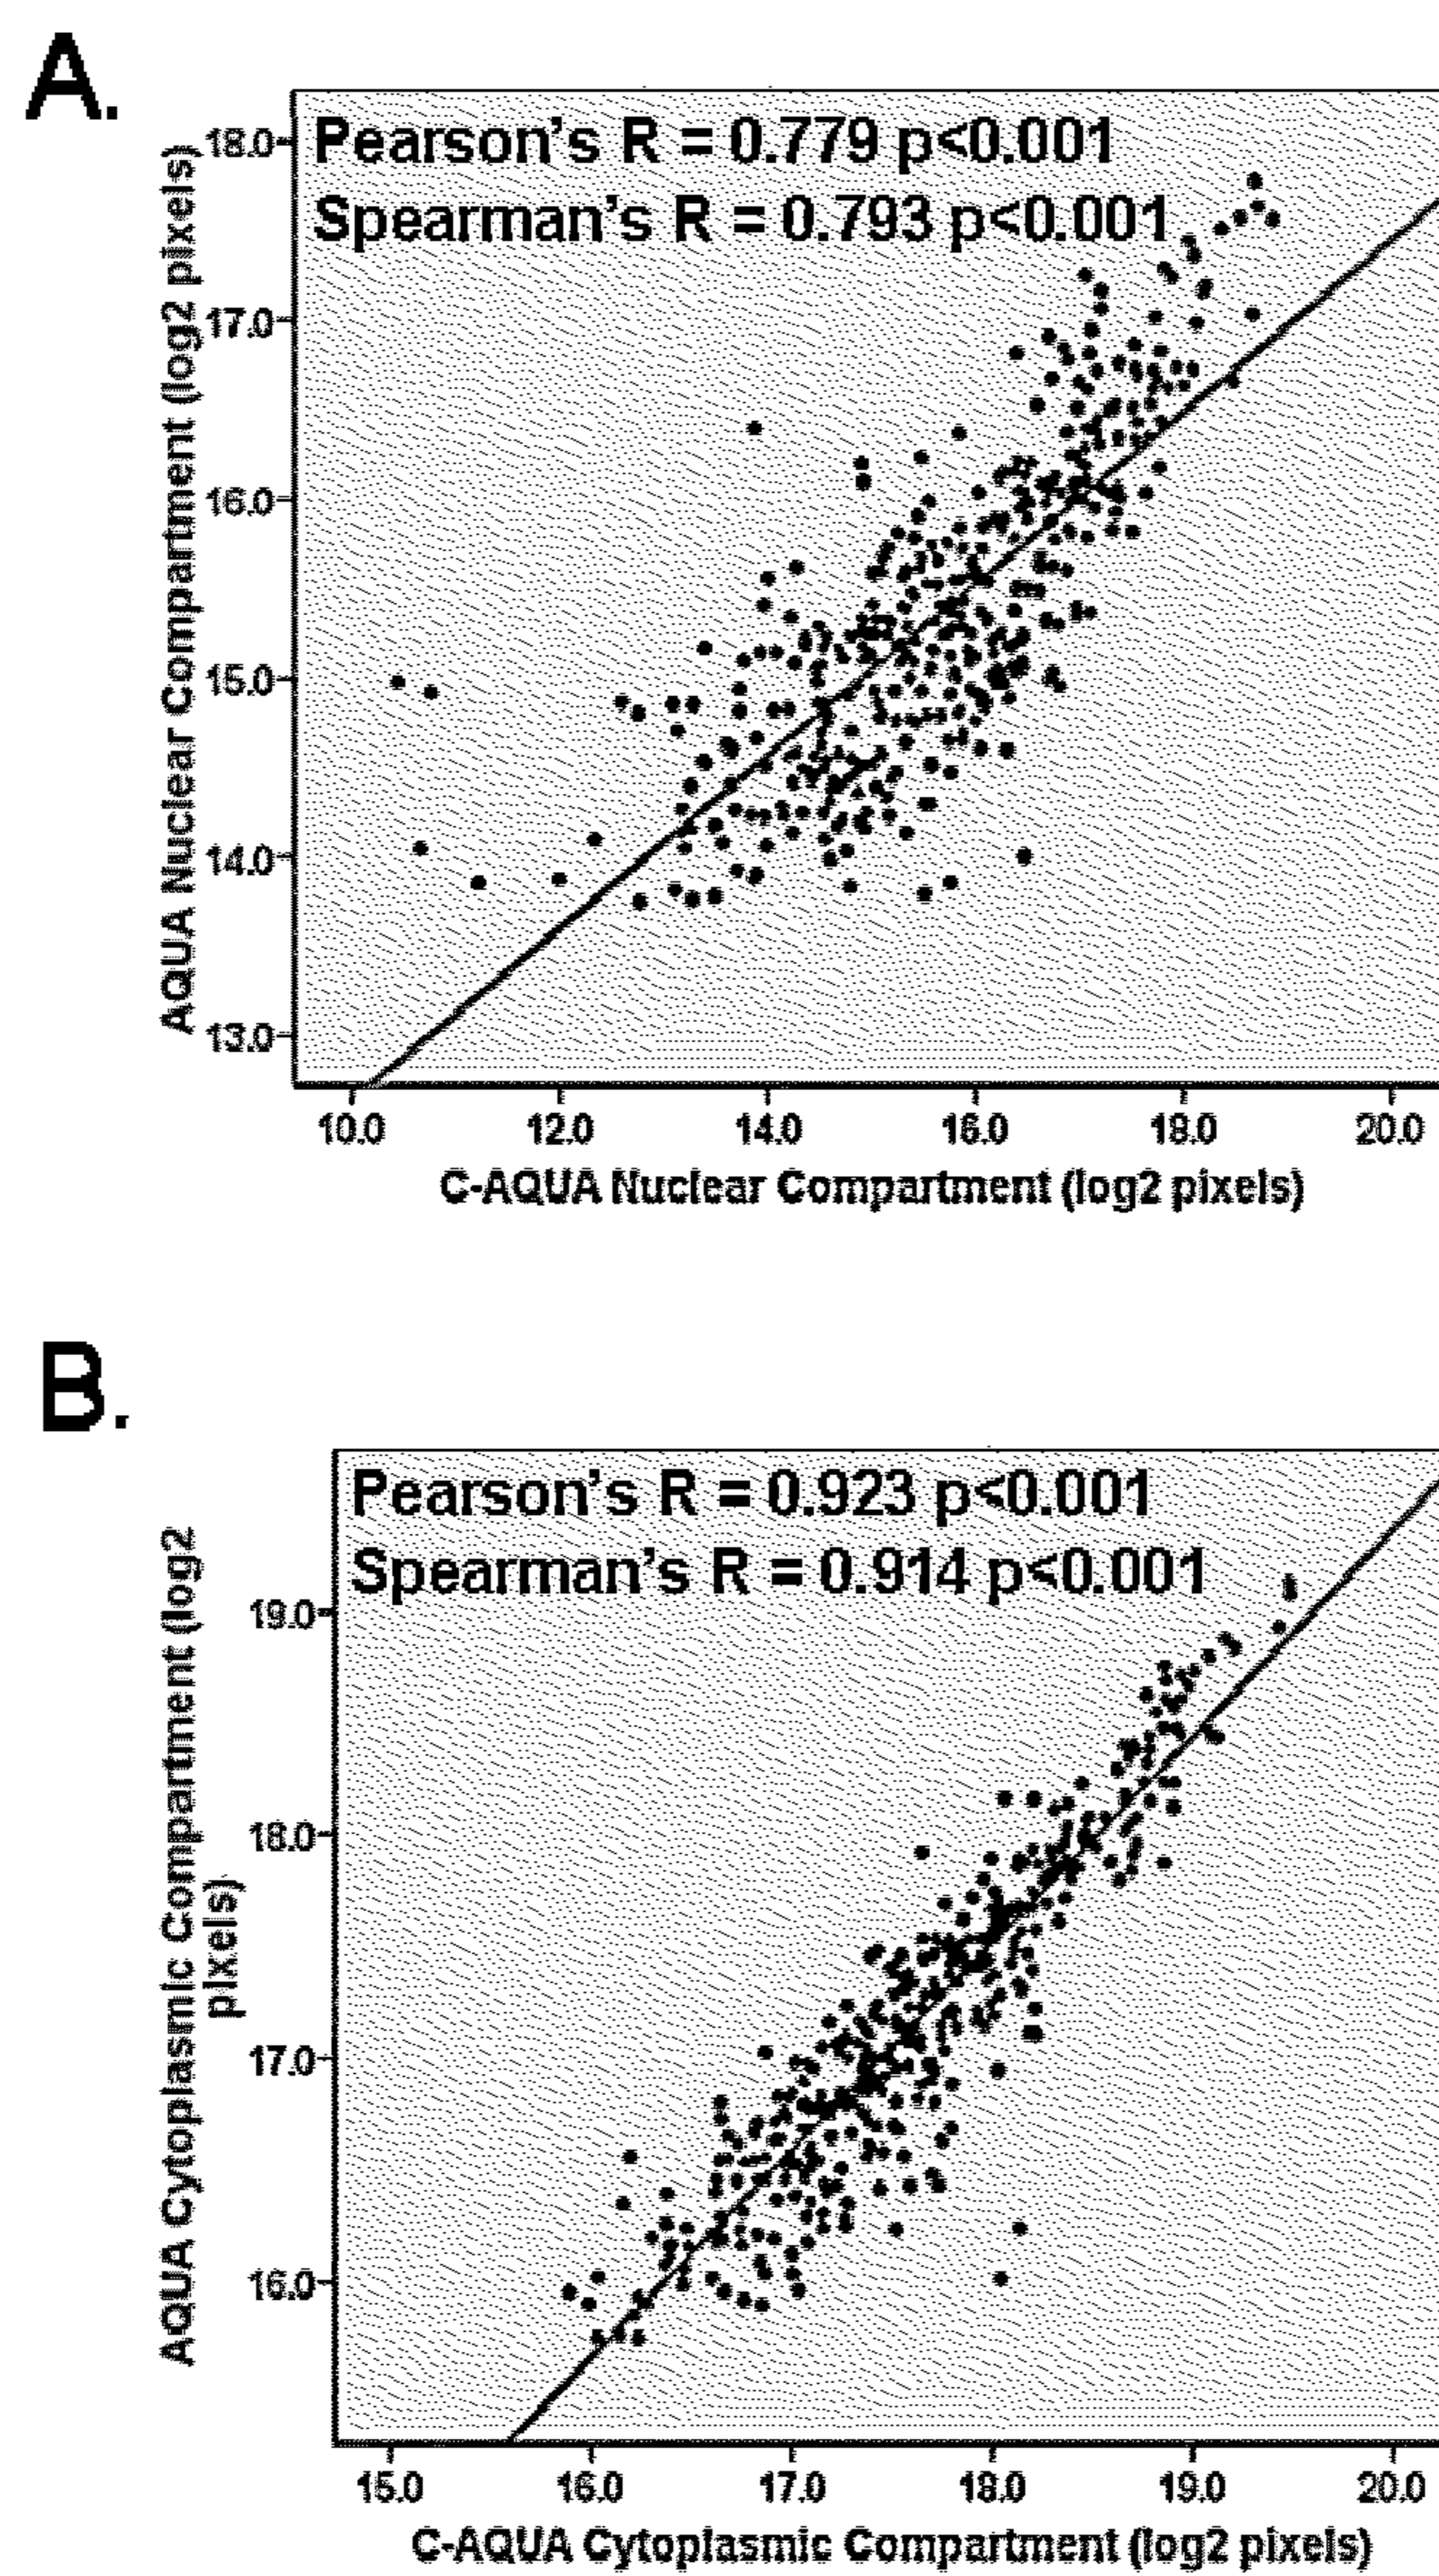 A.
Pearson's R = 0.779 p<0.001
Spearman's R = 0.793 p<0.001
AQUA Nuclear Compartment (log2 pixels)
18.0
17.0
16.0
15.0
14.0
13.0
10.0 12.0 14.0 16.0 18.0 20.0
C-AQUA Nuclear Compartment (log2 pixels)
B.
Pearson's R = 0.923 p<0.001
Spearman's R = 0.914 p<0.001
AQUA Cytoplasmic Compartment (log2
pixels)
19.0
18.0
17.0
16.0
15.0 16.0 17.0 18.0 19.0 20.0
C-AQUA Cytoplasmic Compartment (log2 pixels)